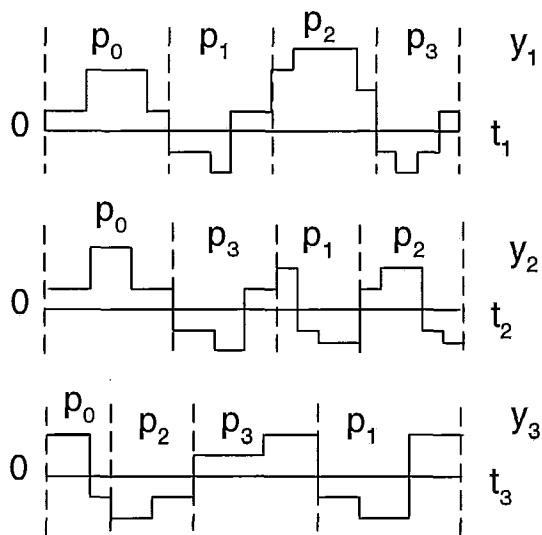 p₀ p₁ p₂ p₃ y₁
0 t₁
p₀ p₃ p₁ p₂ y₂
0 t₂
p₀ p₂ p₃ p₁ y₃
0 t₃